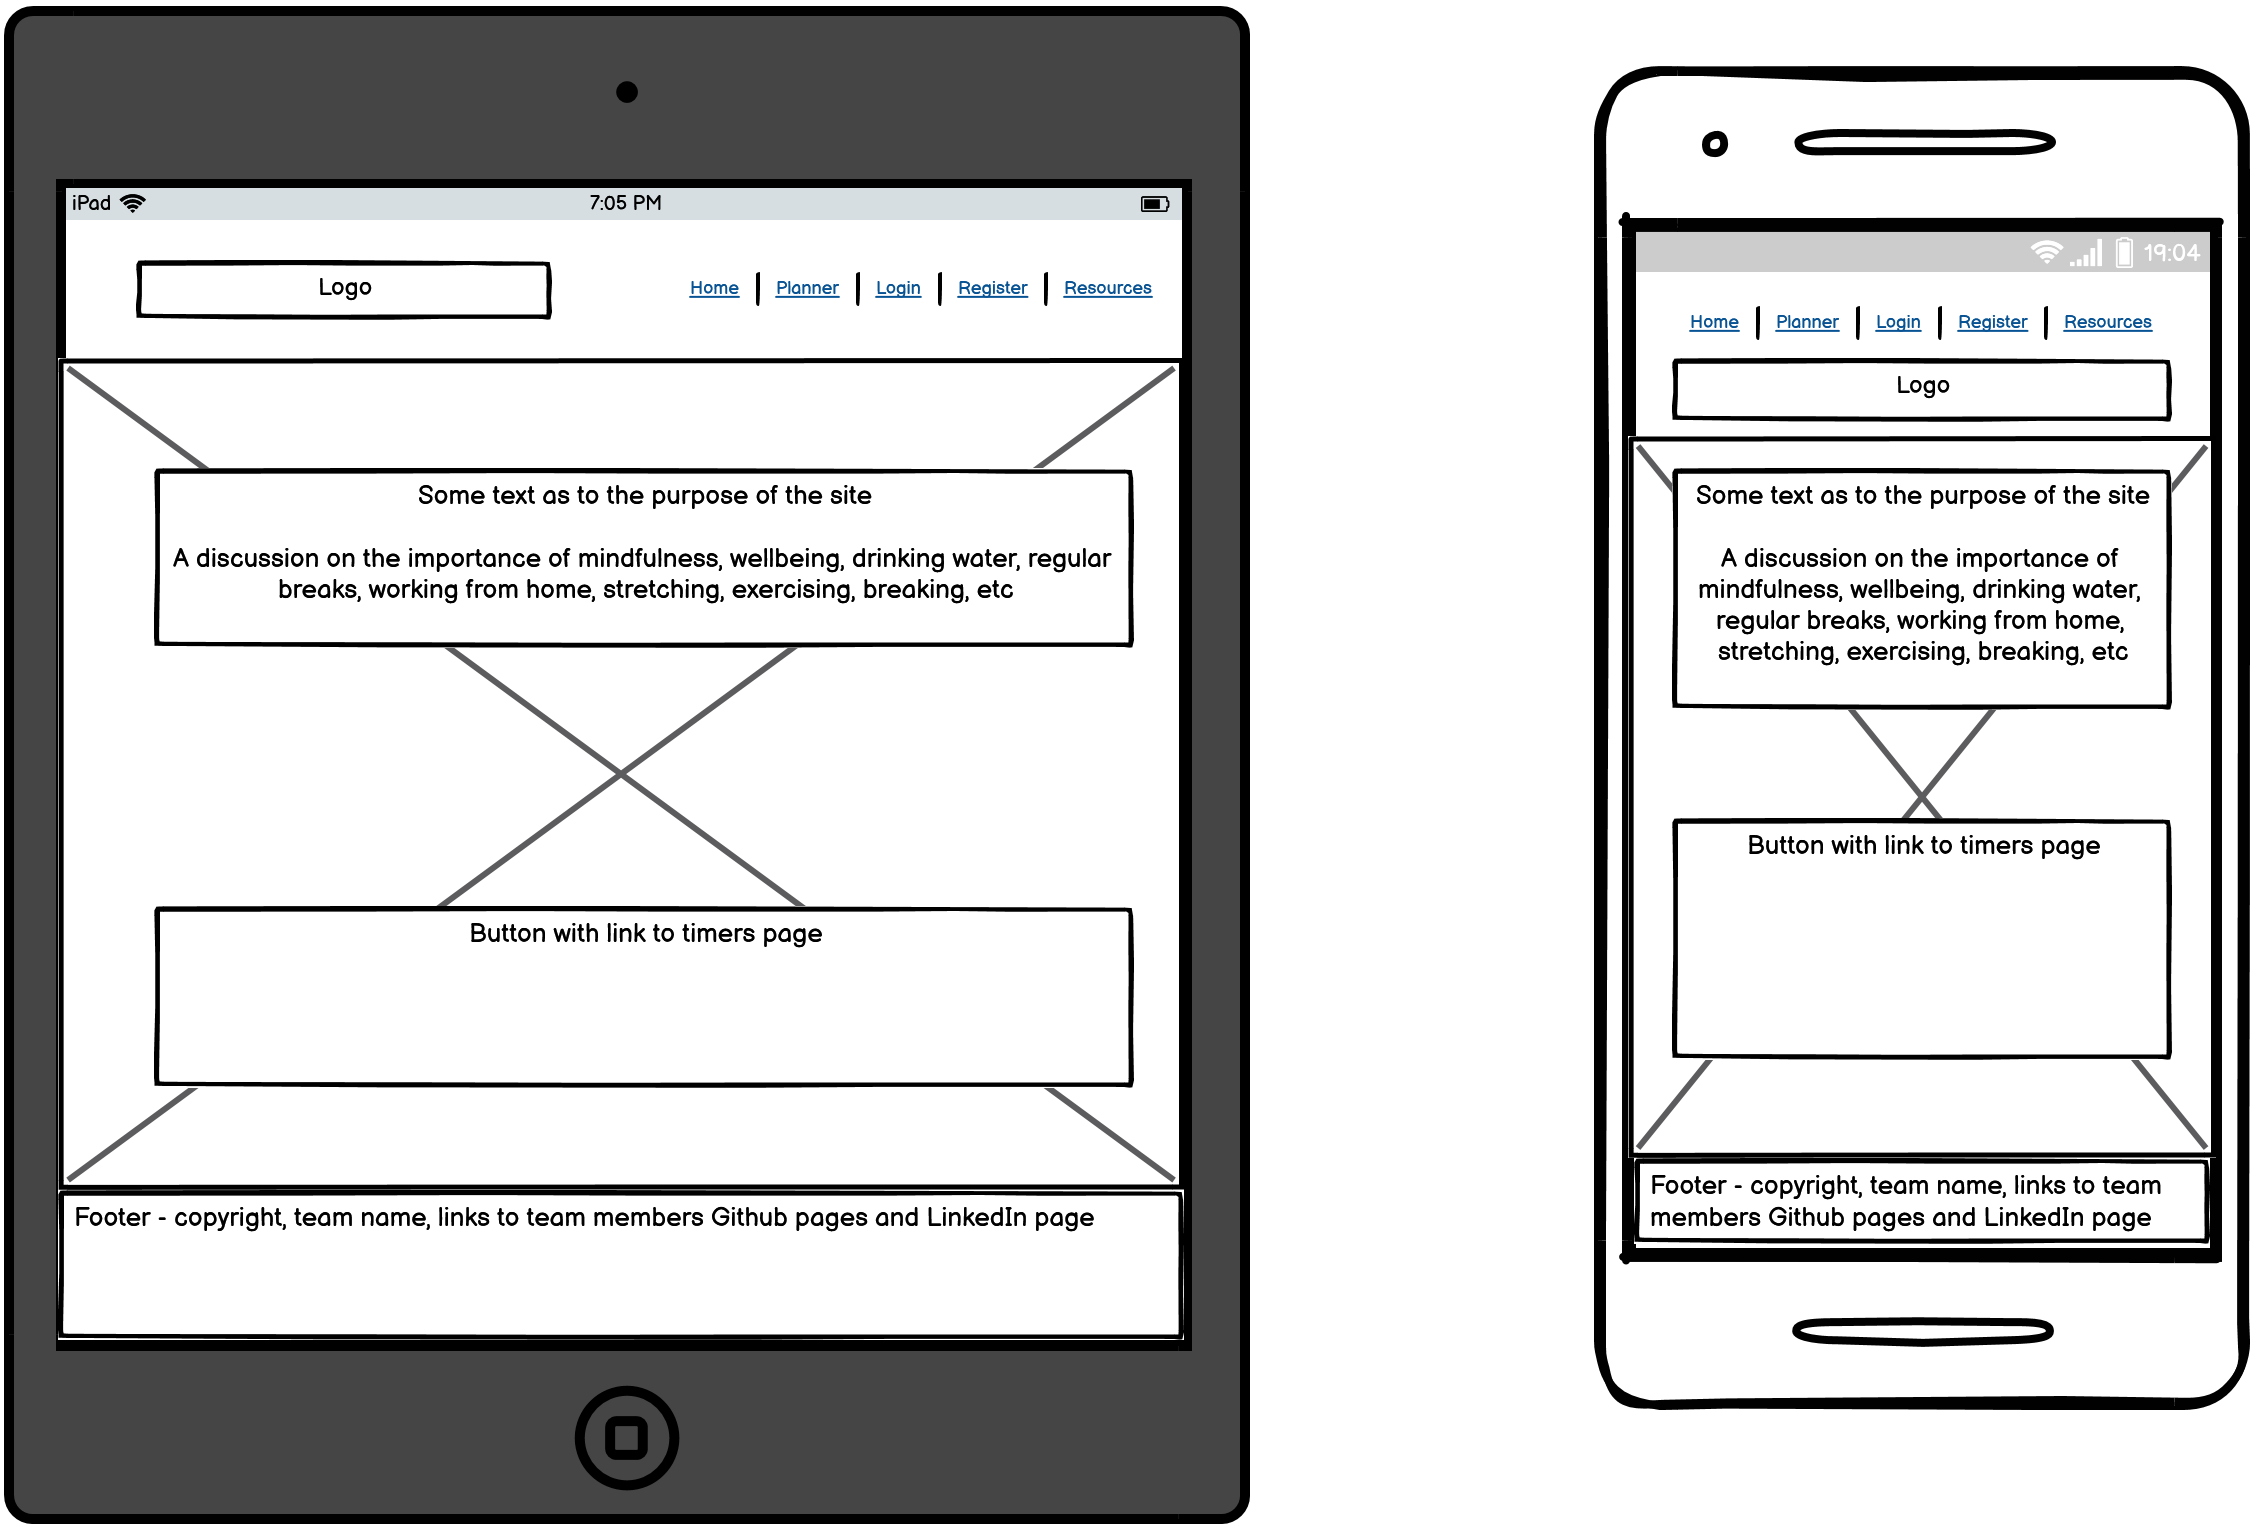 iPad 7:05 PM
Logo
Home Planner Login Register Resources
Some text as to the purpose of the site
A discussion on the importance of mindfulness, wellbeing, drinking water, regular
breaks, working from home, stretching, exercising, breaking, etc
Button with link to timers page
Footer - copyright, team name, links to team members Github pages and LinkedIn page
19:04
Home Planner Login Register Resources
Logo
Some text as to the purpose of the site
A discussion on the importance of
mindfulness, wellbeing, drinking water,
regular breaks, working from home,
stretching, exercising, breaking, etc
Button with link to timers page
Footer - copyright, team name, links to team
members Github pages and LinkedIn page